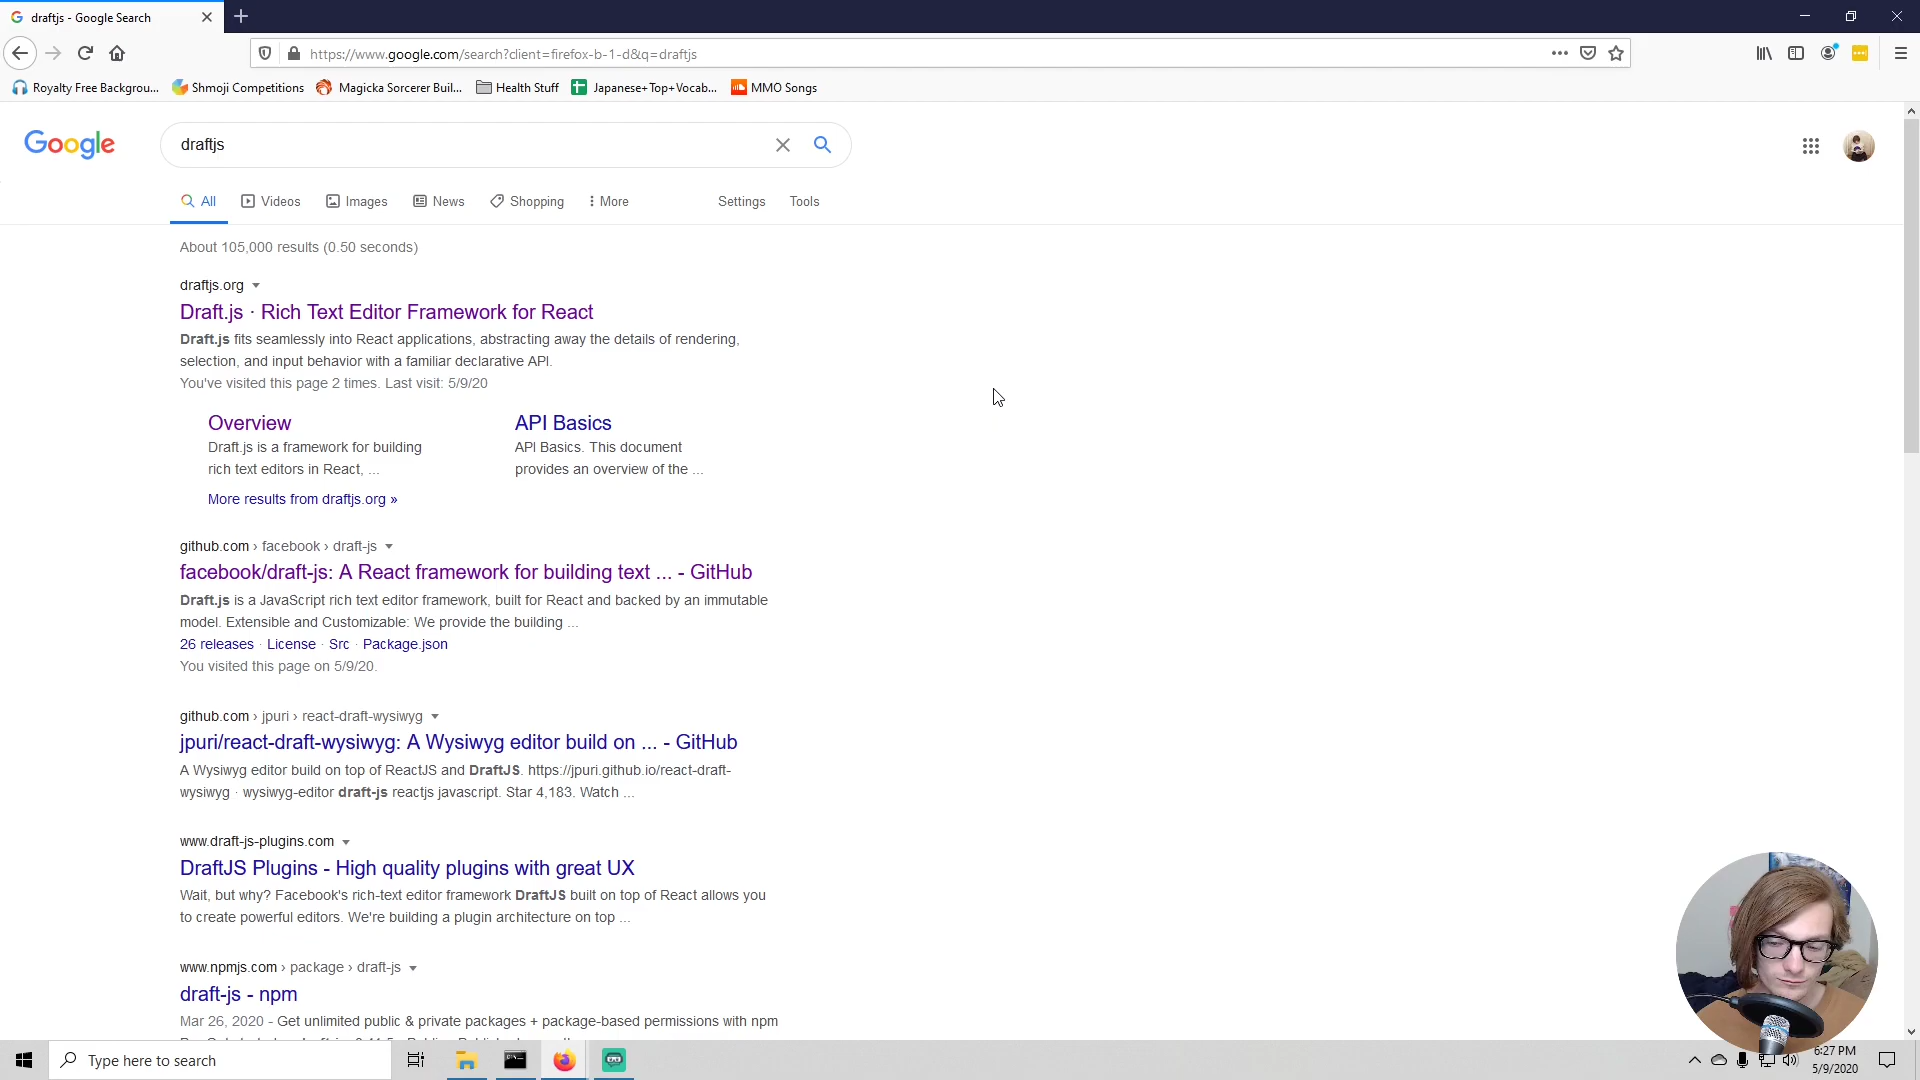 draftjs - Google Search
https://www.google.com/search?client=firefox-b-1-d&q=draftjs
Royalty Free Backgrou...
Shmoji Competitions
Magicka Sorcerer Buil...
Health Stuff
Japanese+Top+Vocab...
MMO Songs
Google
draftjs
All
Videos
Images
News
Shopping
More
Settings
Tools
About 105,000 results (0.50 seconds)
draftjs.org
Draft.js · Rich Text Editor Framework for React
Draft.js fits seamlessly into React applications, abstracting away the details of rendering,
selection, and input behavior with a familiar declarative API.
You've visited this page 2 times. Last visit: 5/9/20
Overview
Draft.js is a framework for building
rich text editors in React, ...
API Basics
API Basics. This document
provides an overview of the ...
More results from draftjs.org »
github.com › facebook › draft-js
facebook/draft-js: A React framework for building text ... - GitHub
Draft.js is a JavaScript rich text editor framework, built for React and backed by an immutable
model. Extensible and Customizable: We provide the building ...
26 releases · License · Src · Package.json
You visited this page on 5/9/20.
github.com › jpuri › react-draft-wysiwyg
jpuri/react-draft-wysiwyg: A Wysiwyg editor build on ... - GitHub
A Wysiwyg editor build on top of ReactJS and DraftJS. https://jpuri.github.io/react-draft-
wysiwyg · wysiwyg-editor draft-js reactjs javascript. Star 4,183. Watch ...
www.draft-js-plugins.com
DraftJS Plugins - High quality plugins with great UX
Wait, but why? Facebook's rich-text editor framework DraftJS built on top of React allows you
to create powerful editors. We're building a plugin architecture on top ...
www.npmjs.com › package › draft-js
draft-js - npm
Mar 26, 2020 - Get unlimited public & private packages + package-based permissions with npm
Type here to search
6:27 PM
5/9/2020